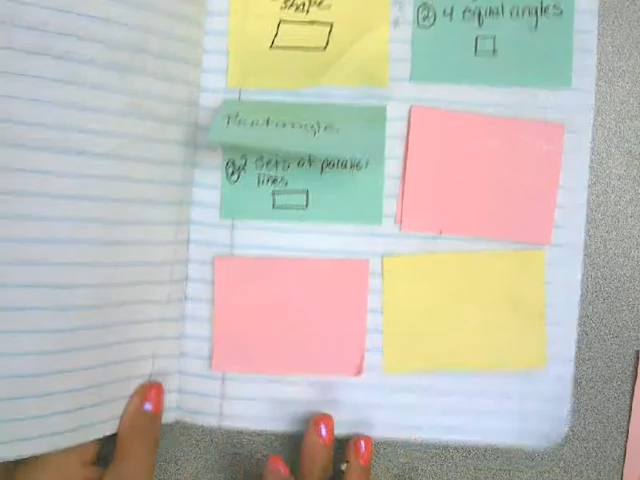 shape
② 4 equal angles
Rectangle
2 sets of parallel
lines